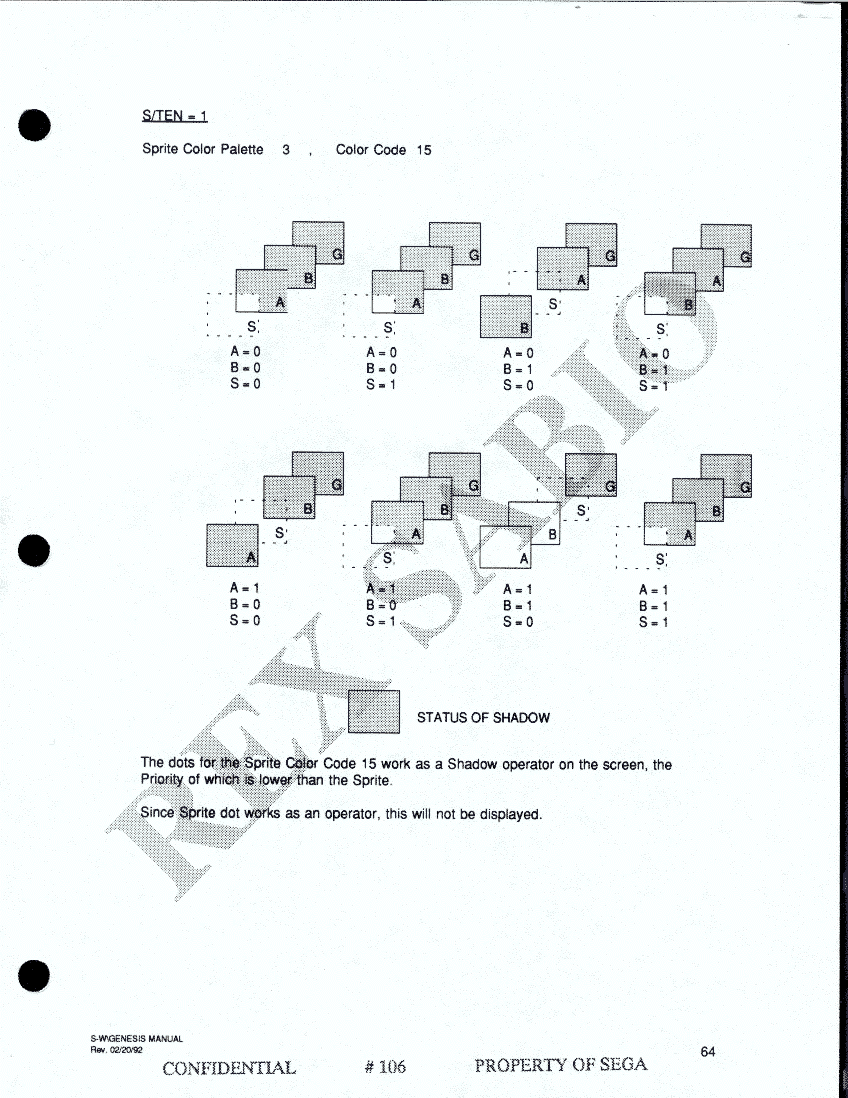 S/TEN = 1
Sprite Color Palette 3 , Color Code 15
G G G G
B B A A
A A B B
S S S S
A = 0 A = 0 A = 0 A = 0
B = 0 B = 0 B = 1 B = 1
S = 0 S = 1 S = 0 S = 1
G G G G
B B S B
S A B A
A S A S
A = 1 A = 1 A = 1 A = 1
B = 0 B = 0 B = 1 B = 1
S = 0 S = 1 S = 0 S = 1
STATUS OF SHADOW
The dots for the Sprite Color Code 15 work as a Shadow operator on the screen, the
Priority of which is lower than the Sprite.
Since Sprite dot works as an operator, this will not be displayed.
REX SABIO
S-W\GENESIS MANUAL
Rev. 02/20/92
64
CONFIDENTIAL # 106 PROPERTY OF SEGA